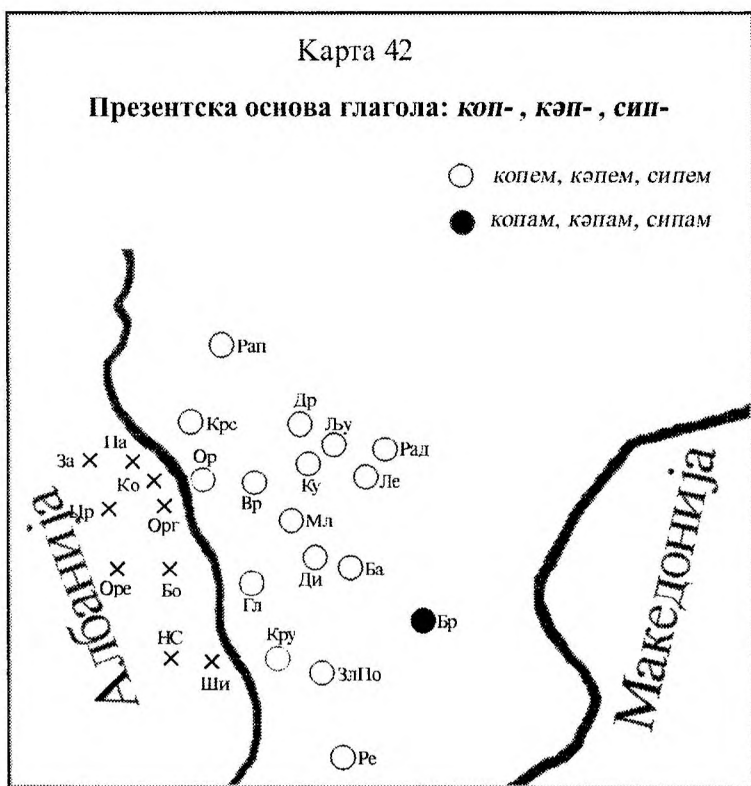 Карта 42
Презентска основа глагола: коп- , кәп- , сип-
копем, кәпем, сипем
копам, кәпам, сипам
Рап
Крс
Др
Љу
Рад
За
Па
Ор
Ко
Ку
Ле
Вр
Цр
Орг
Мл
Ди
Ба
Оре
Бо
Гл
Бр
НС
Ши
Кру
ЗлПо
Ре
Албанија
Македонија